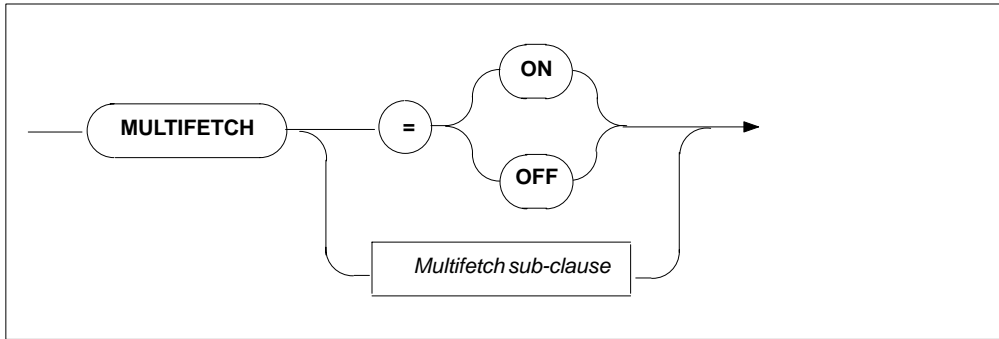 ON
MULTIFETCH =
OFF
Multifetch sub-clause